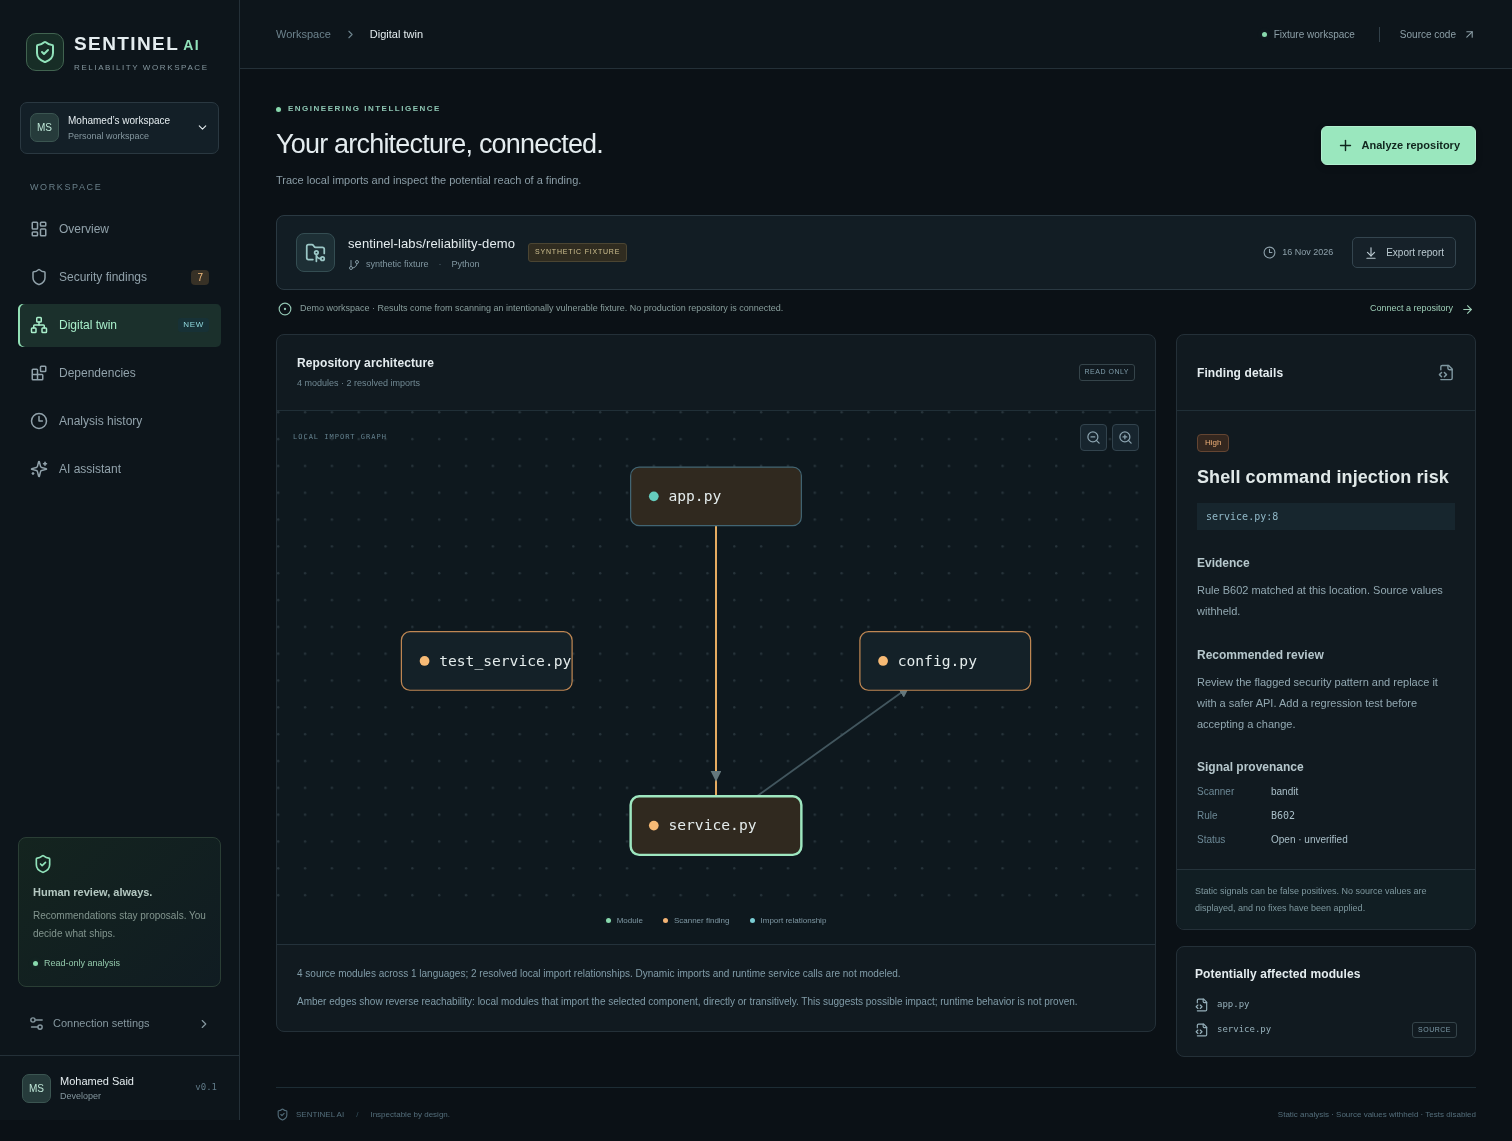 SENTINEL AI
RELIABILITY WORKSPACE
MS
Mohamed's workspace
Personal workspace
WORKSPACE
Overview
Security findings 7
Digital twin NEW
Dependencies
Analysis history
AI assistant
Human review, always.
Recommendations stay proposals. You
decide what ships.
Read-only analysis
Connection settings
MS
Mohamed Said
Developer
v0.1
Workspace > Digital twin
Fixture workspace
Source code
ENGINEERING INTELLIGENCE
Your architecture, connected.
Trace local imports and inspect the potential reach of a finding.
Analyze repository
sentinel-labs/reliability-demo
SYNTHETIC FIXTURE
synthetic fixture · Python
16 Nov 2026
Export report
Demo workspace · Results come from scanning an intentionally vulnerable fixture. No production repository is connected.
Connect a repository
Repository architecture
4 modules · 2 resolved imports
READ ONLY
LOCAL IMPORT GRAPH
app.py
test_service.py
config.py
service.py
Module
Scanner finding
Import relationship
4 source modules across 1 languages; 2 resolved local import relationships. Dynamic imports and runtime service calls are not modeled.
Amber edges show reverse reachability: local modules that import the selected component, directly or transitively. This suggests possible impact; runtime behavior is not proven.
Finding details
High
Shell command injection risk
service.py:8
Evidence
Rule B602 matched at this location. Source values
withheld.
Recommended review
Review the flagged security pattern and replace it
with a safer API. Add a regression test before
accepting a change.
Signal provenance
Scanner bandit
Rule B602
Status Open · unverified
Static signals can be false positives. No source values are
displayed, and no fixes have been applied.
Potentially affected modules
app.py
service.py SOURCE
SENTINEL AI / Inspectable by design.
Static analysis · Source values withheld · Tests disabled